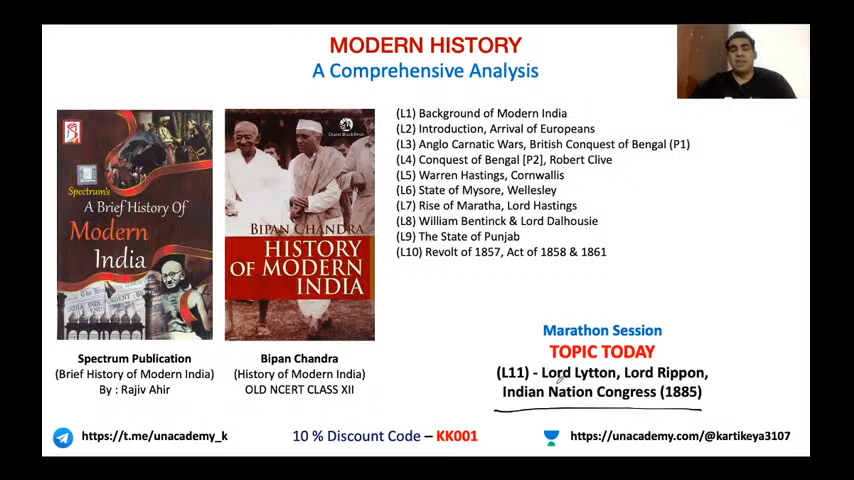 MODERN HISTORY
A Comprehensive Analysis
Spectrum's
A Brief History Of
Modern
India
Orient BlackSwan
BIPAN CHANDRA
HISTORY
OF MODERN
INDIA
Spectrum Publication
(Brief History of Modern India)
By : Rajiv Ahir
Bipan Chandra
(History of Modern India)
OLD NCERT CLASS XII
(L1) Background of Modern India
(L2) Introduction, Arrival of Europeans
(L3) Anglo Carnatic Wars, British Conquest of Bengal (P1)
(L4) Conquest of Bengal [P2], Robert Clive
(L5) Warren Hastings, Cornwallis
(L6) State of Mysore, Wellesley
(L7) Rise of Maratha, Lord Hastings
(L8) William Bentinck & Lord Dalhousie
(L9) The State of Punjab
(L10) Revolt of 1857, Act of 1858 & 1861
Marathon Session
TOPIC TODAY
(L11) - Lord Lytton, Lord Rippon,
Indian Nation Congress (1885)
https://t.me/unacademy_k
10 % Discount Code – KK001
https://unacademy.com/@kartikeya3107